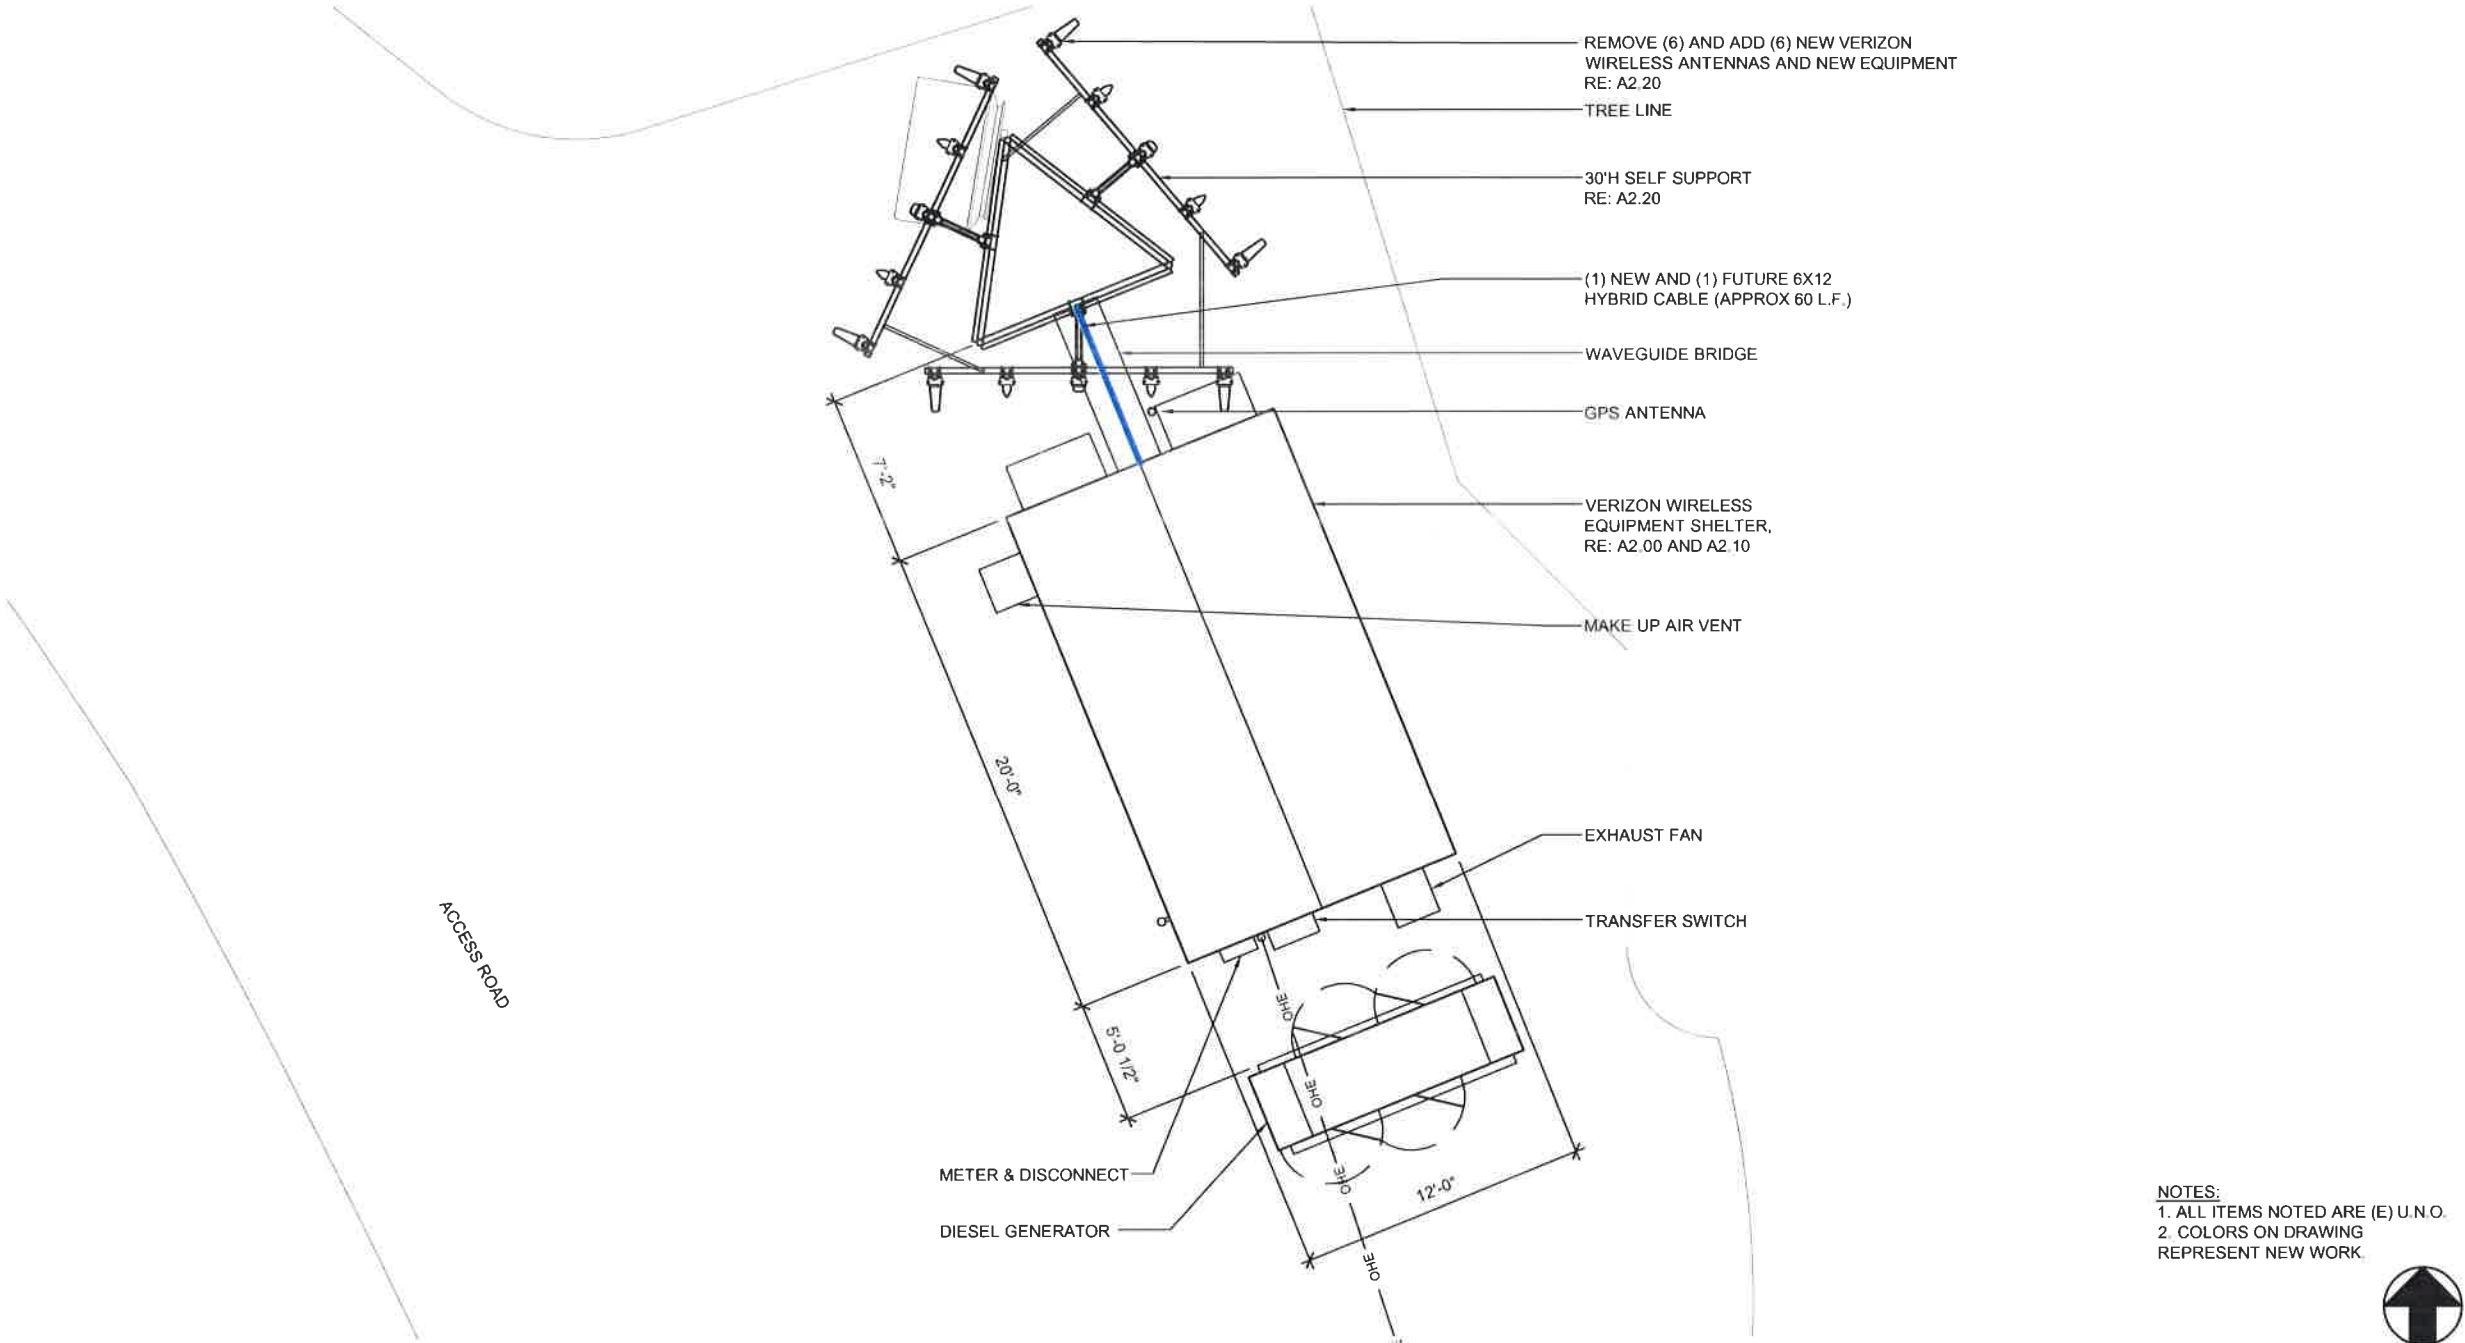 REMOVE (6) AND ADD (6) NEW VERIZON
WIRELESS ANTENNAS AND NEW EQUIPMENT
RE: A2.20
TREE LINE
30'H SELF SUPPORT
RE: A2.20
(1) NEW AND (1) FUTURE 6X12
HYBRID CABLE (APPROX 60 L.F.)
WAVEGUIDE BRIDGE
GPS ANTENNA
7'-2"
VERIZON WIRELESS
EQUIPMENT SHELTER,
RE: A2.00 AND A2.10
MAKE UP AIR VENT
20'-0"
EXHAUST FAN
ACCESS ROAD
TRANSFER SWITCH
OHE
5'-0 1/2"
OHE
METER & DISCONNECT
OHE
12'-0"
DIESEL GENERATOR
OHE
NOTES:
1. ALL ITEMS NOTED ARE (E) U.N.O.
2. COLORS ON DRAWING
REPRESENT NEW WORK.